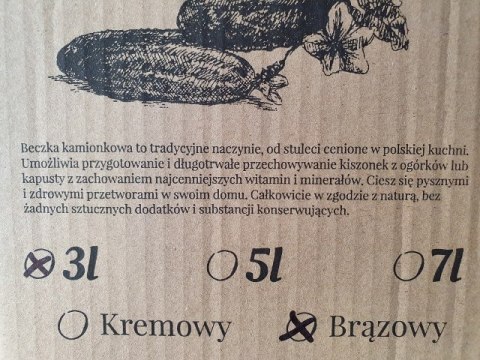 Beczka kamionkowa to tradycyjne naczynie, od stuleci cenione w polskiej kuchni.
Umożliwia przygotowanie i długotrwałe przechowywanie kiszonek z ogórków lub
kapusty z zachowaniem najcenniejszych witamin i minerałów. Ciesz się pysznymi
i zdrowymi przetworami w swoim domu. Całkowicie w zgodzie z naturą, bez
żadnych sztucznych dodatków i substancji konserwujących.
3l 5l 7l
Kremowy Brązowy